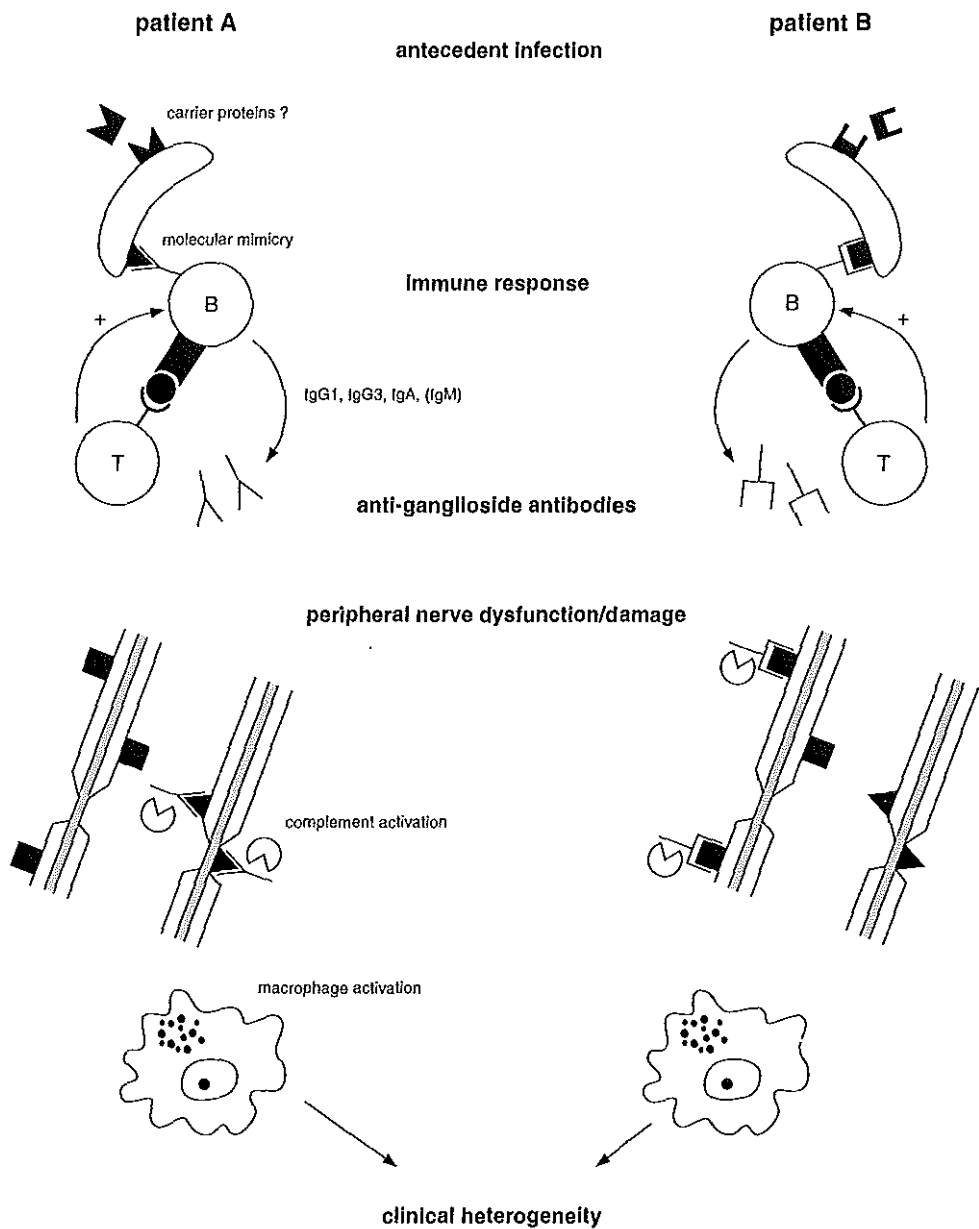 patient A
patient B
antecedent infection
carrier proteins ?
molecular mimicry
immune response
B
B
+
+
IgG1, IgG3, IgA, (IgM)
T
T
anti-ganglioside antibodies
peripheral nerve dysfunction/damage
complement activation
macrophage activation
clinical heterogeneity